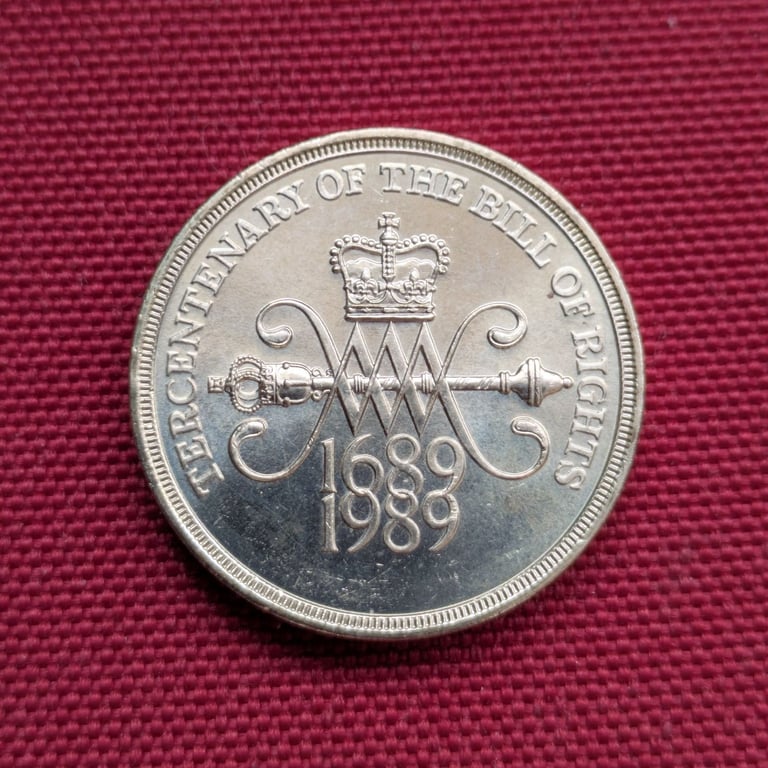 TERCENTENARY OF THE BILL OF RIGHTS
1689
1989